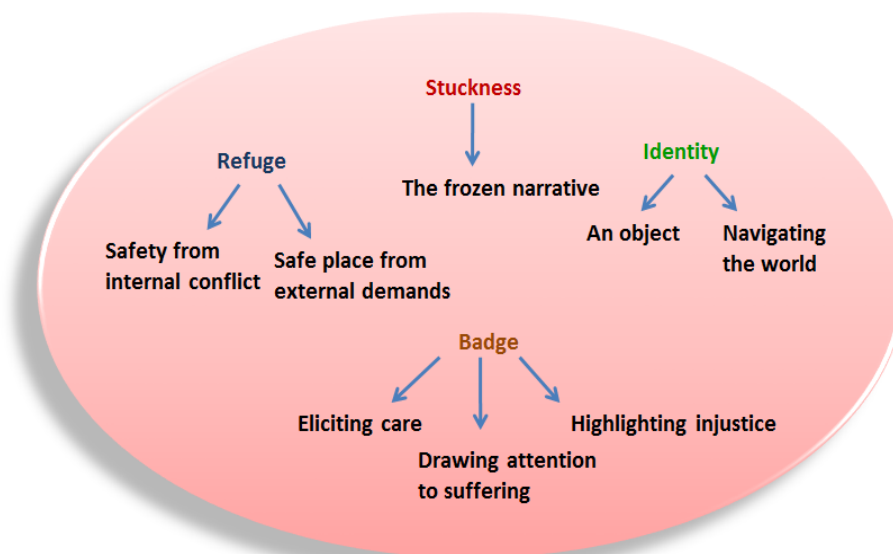 Stuckness
The frozen narrative
Refuge
Safety from
internal conflict
Safe place from
external demands
Identity
An object
Navigating
the world
Badge
Eliciting care
Drawing attention
to suffering
Highlighting injustice